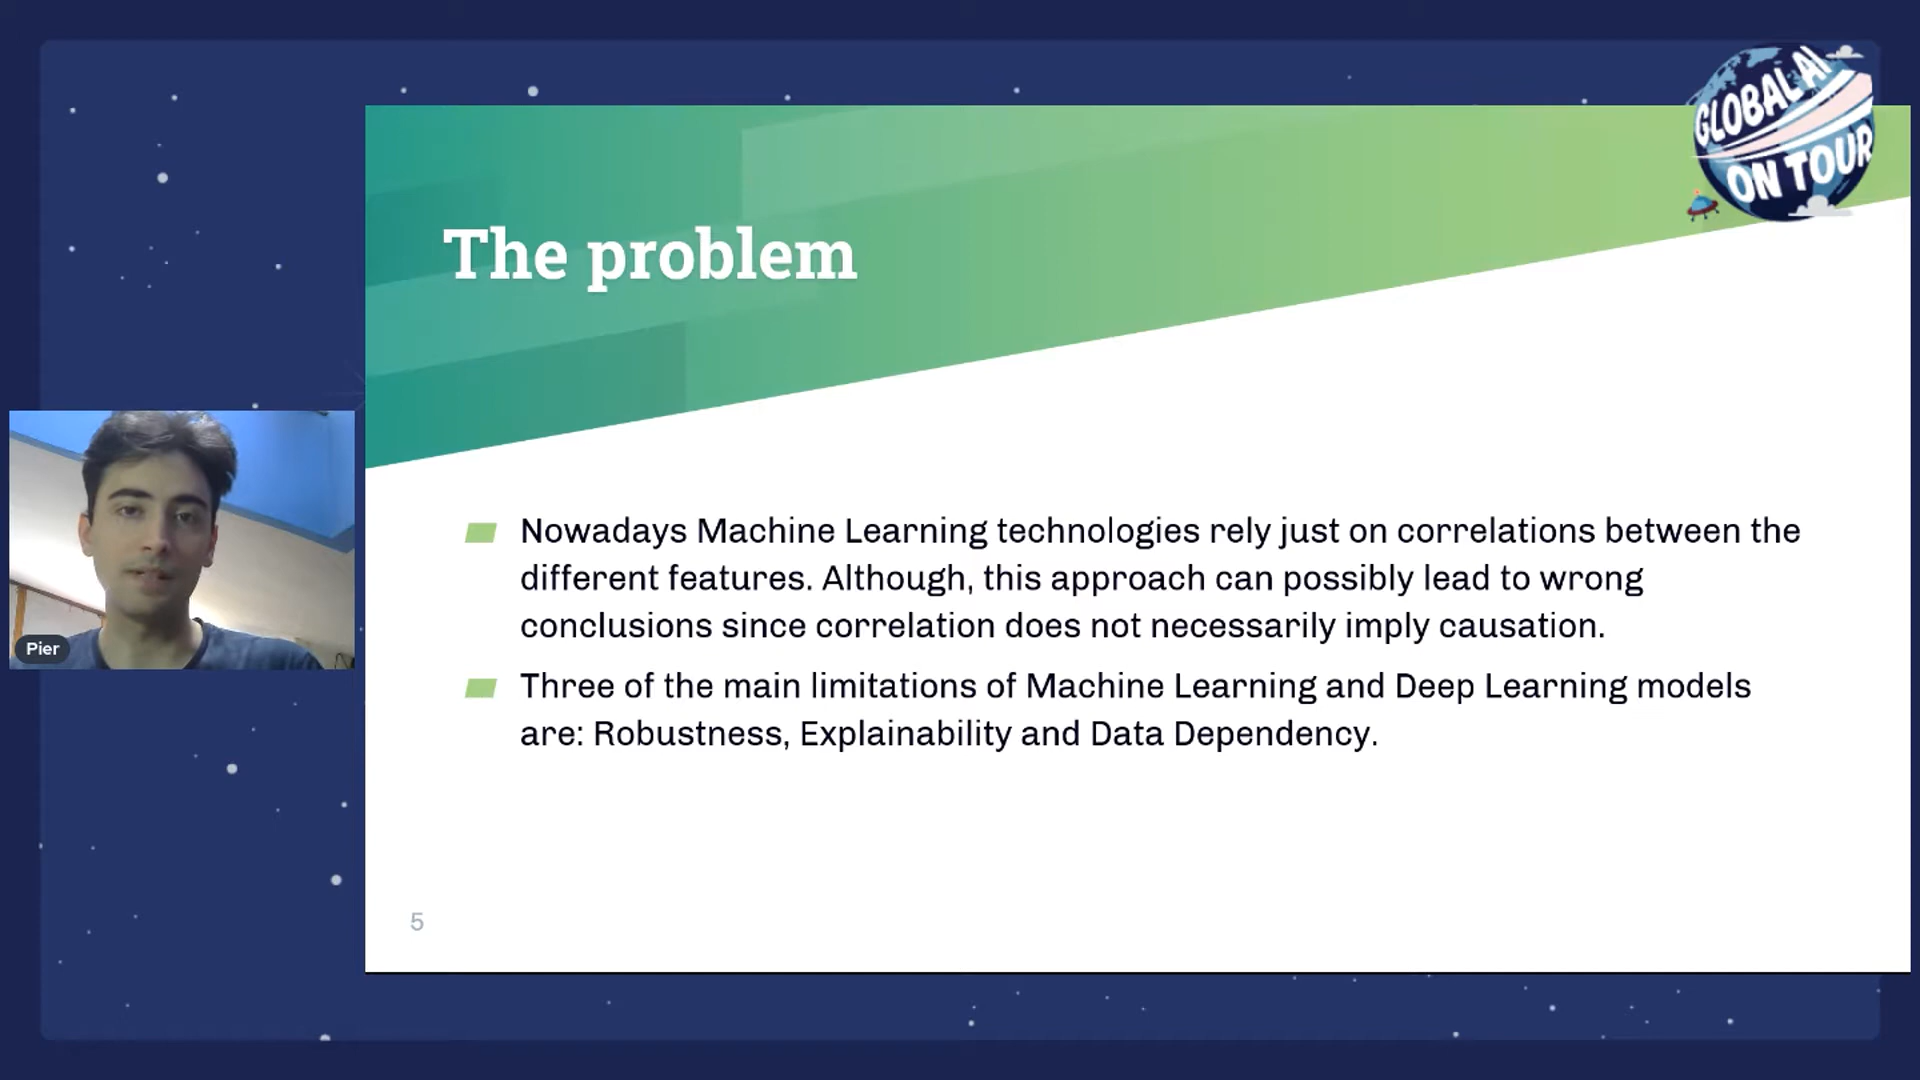 GLOBAL AI
ON TOUR
The problem
Nowadays Machine Learning technologies rely just on correlations between the
different features. Although, this approach can possibly lead to wrong
conclusions since correlation does not necessarily imply causation.
Three of the main limitations of Machine Learning and Deep Learning models
are: Robustness, Explainability and Data Dependency.
Pier
5